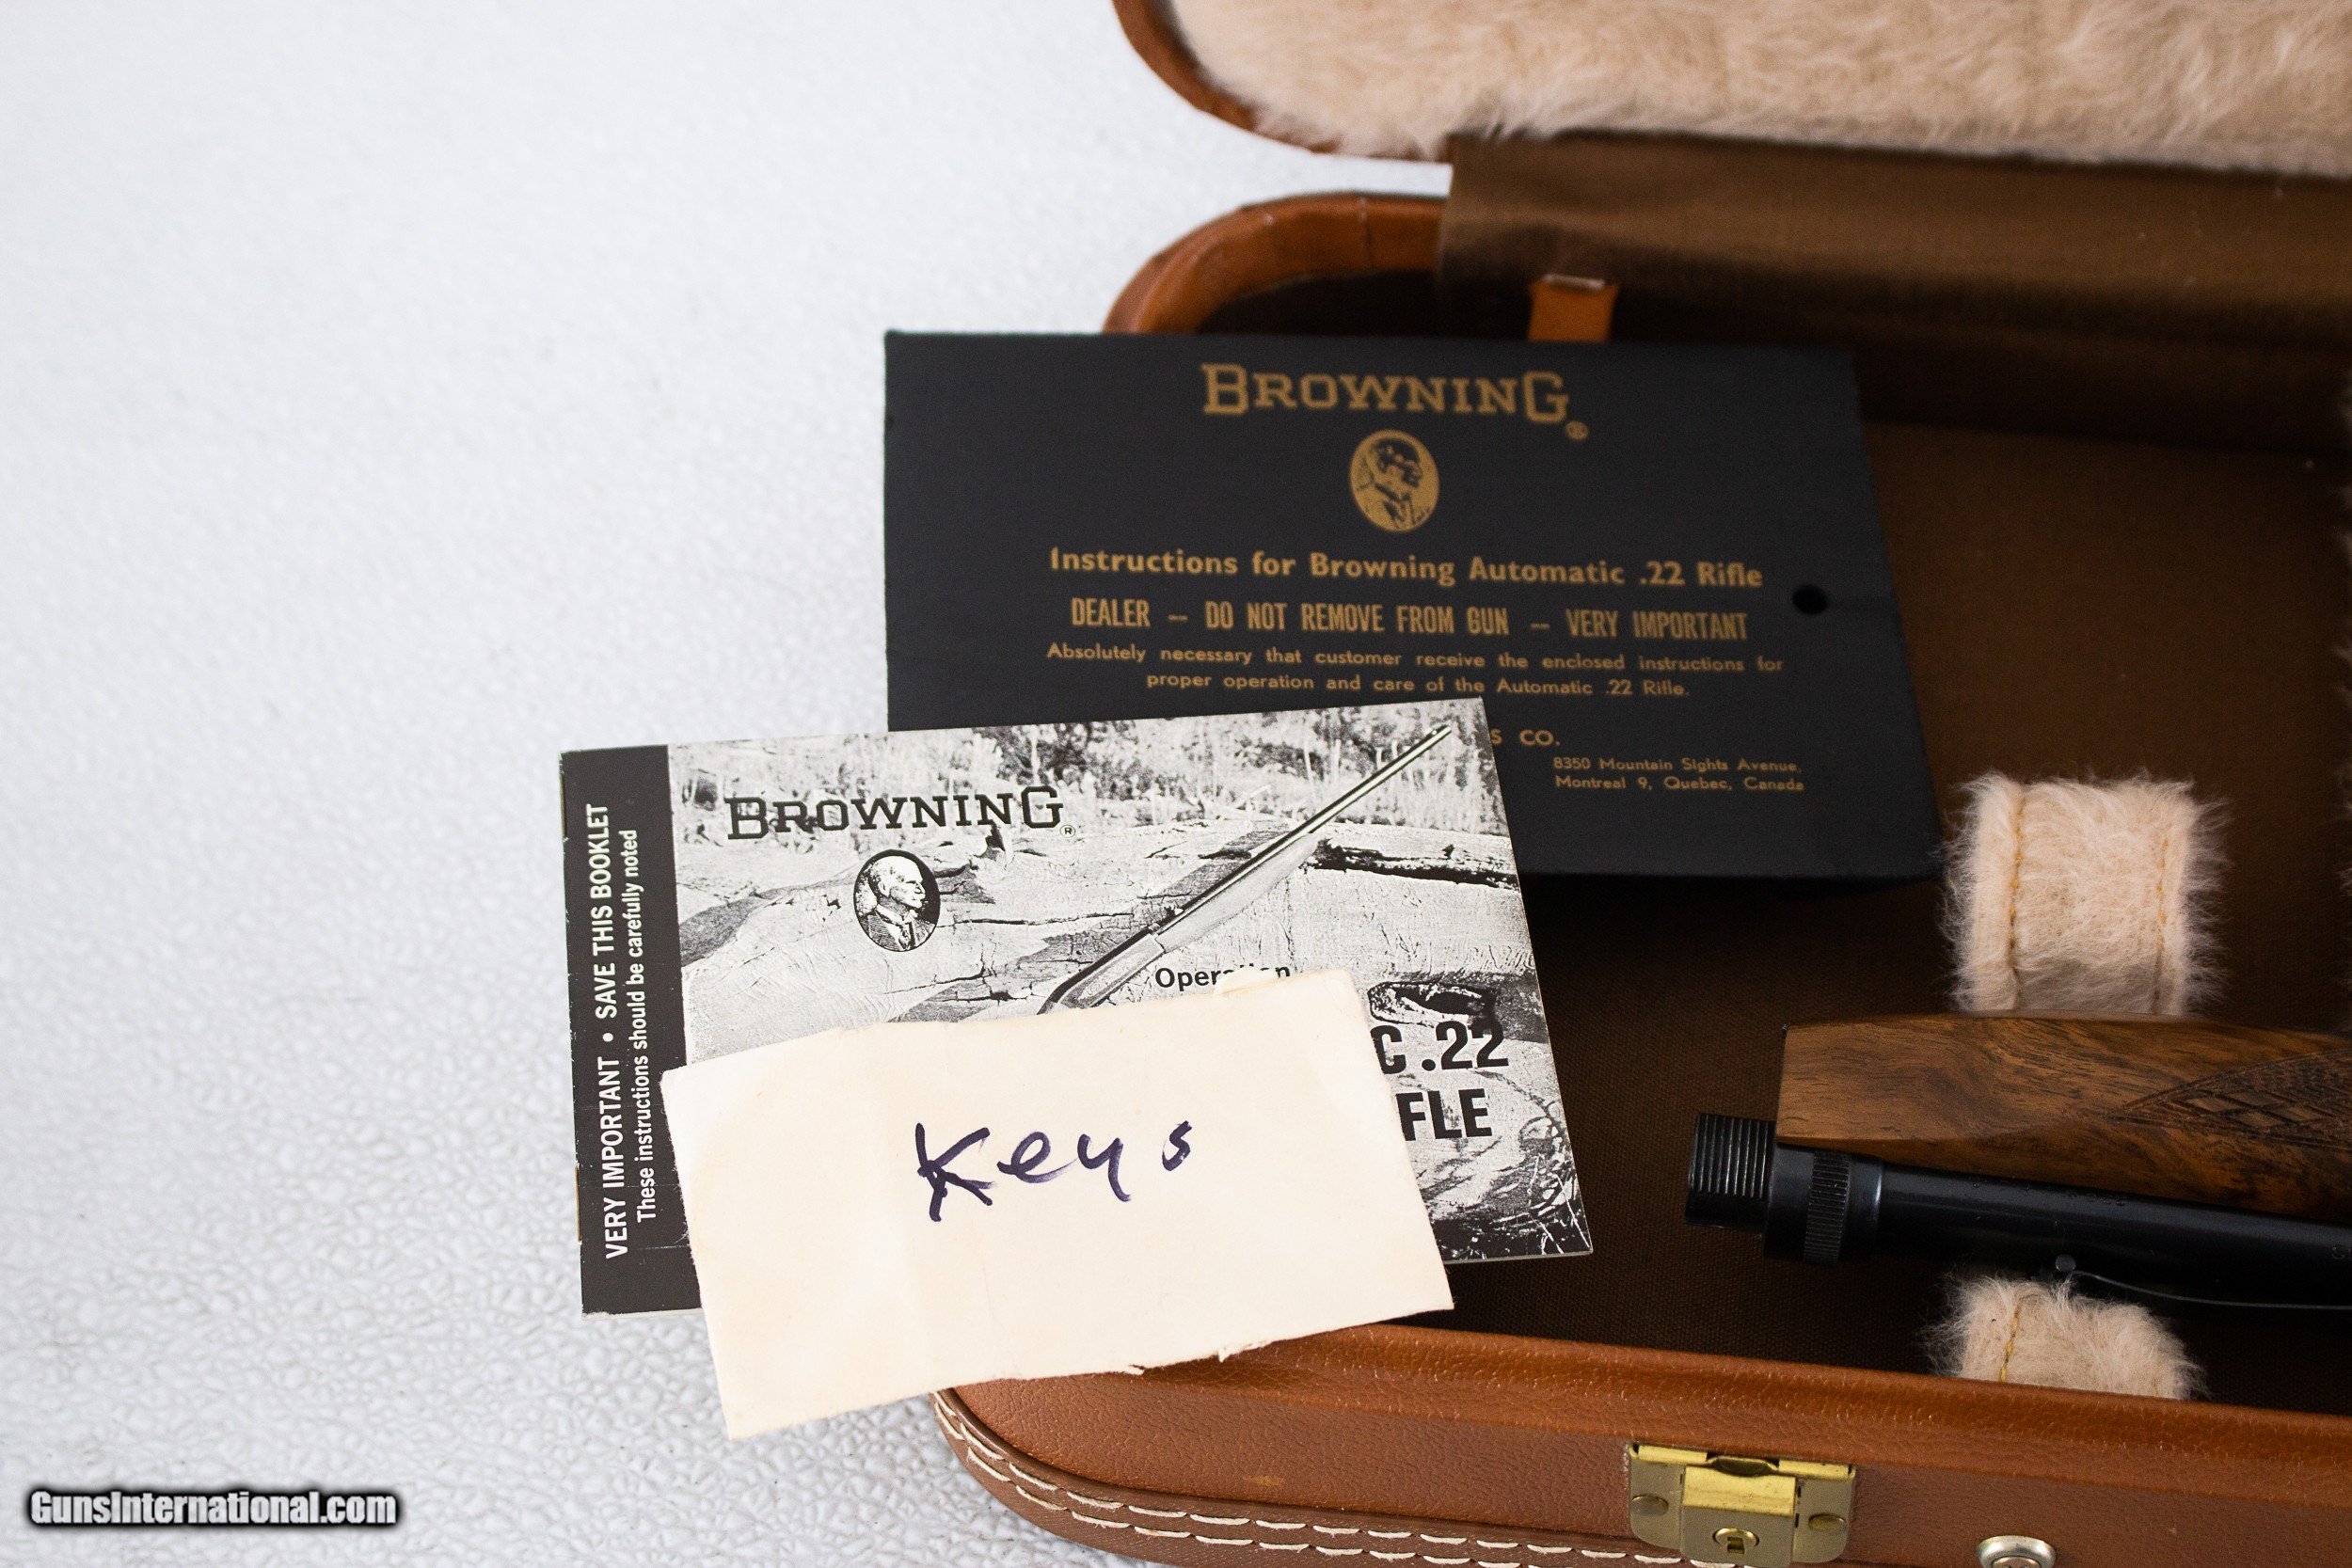 BROWNING®
Instructions for Browning Automatic .22 Rifle
DEALER — DO NOT REMOVE FROM GUN — VERY IMPORTANT
Absolutely necessary that customer receive the enclosed instructions for
proper operation and care of the Automatic .22 Rifle.
S CO.
8350 Mountain Sights Avenue,
Montreal 9, Quebec, Canada
VERY IMPORTANT • SAVE THIS BOOKLET
These instructions should be carefully noted
BROWNING®
Operation
C .22
FLE
Keys
GunsInternational.com